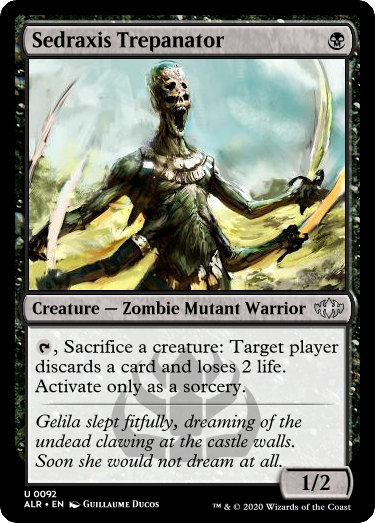 Sedraxis Trepanator
Creature — Zombie Mutant Warrior
, Sacrifice a creature: Target player
discards a card and loses 2 life.
Activate only as a sorcery.
Gelila slept fitfully, dreaming of the
undead clawing at the castle walls.
Soon she would not dream at all.
1/2
U 0092
ALR • EN Guillaume Ducos
™ & © 2020 Wizards of the Coast